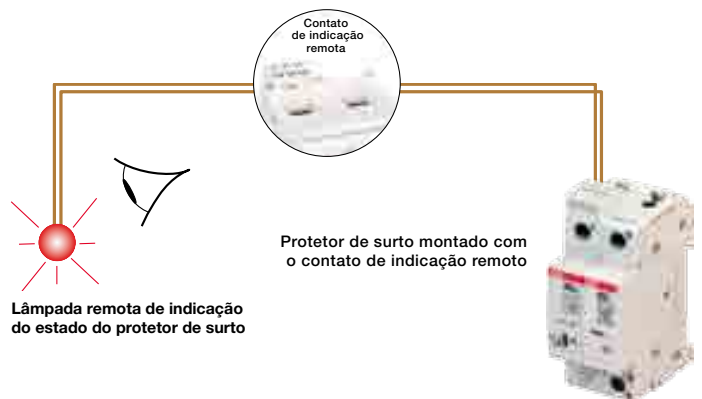 Contato
de indicação
remota
Protetor de surto montado com
o contato de indicação remoto
Lâmpada remota de indicação
do estado do protetor de surto